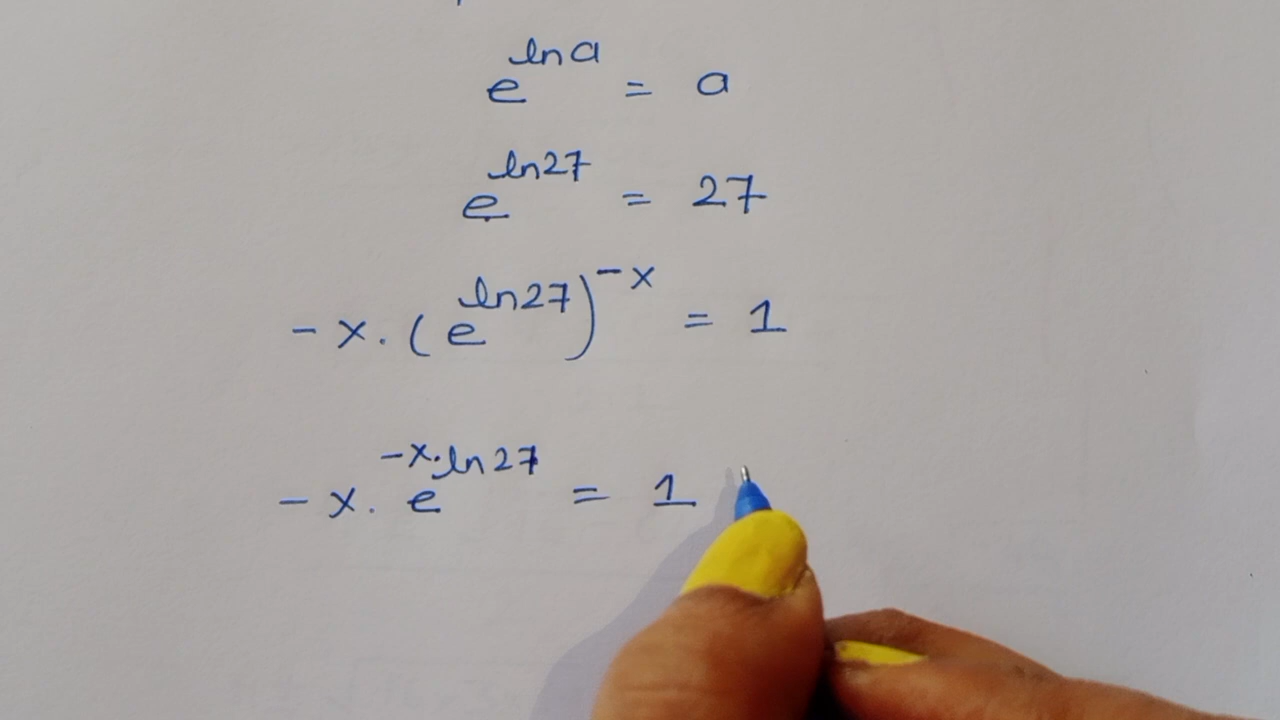 e^{ln a} = a
e^{ln27} = 27
- x. (e^{ln27})^{-x} = 1
- x. e^{-x. ln27} = 1